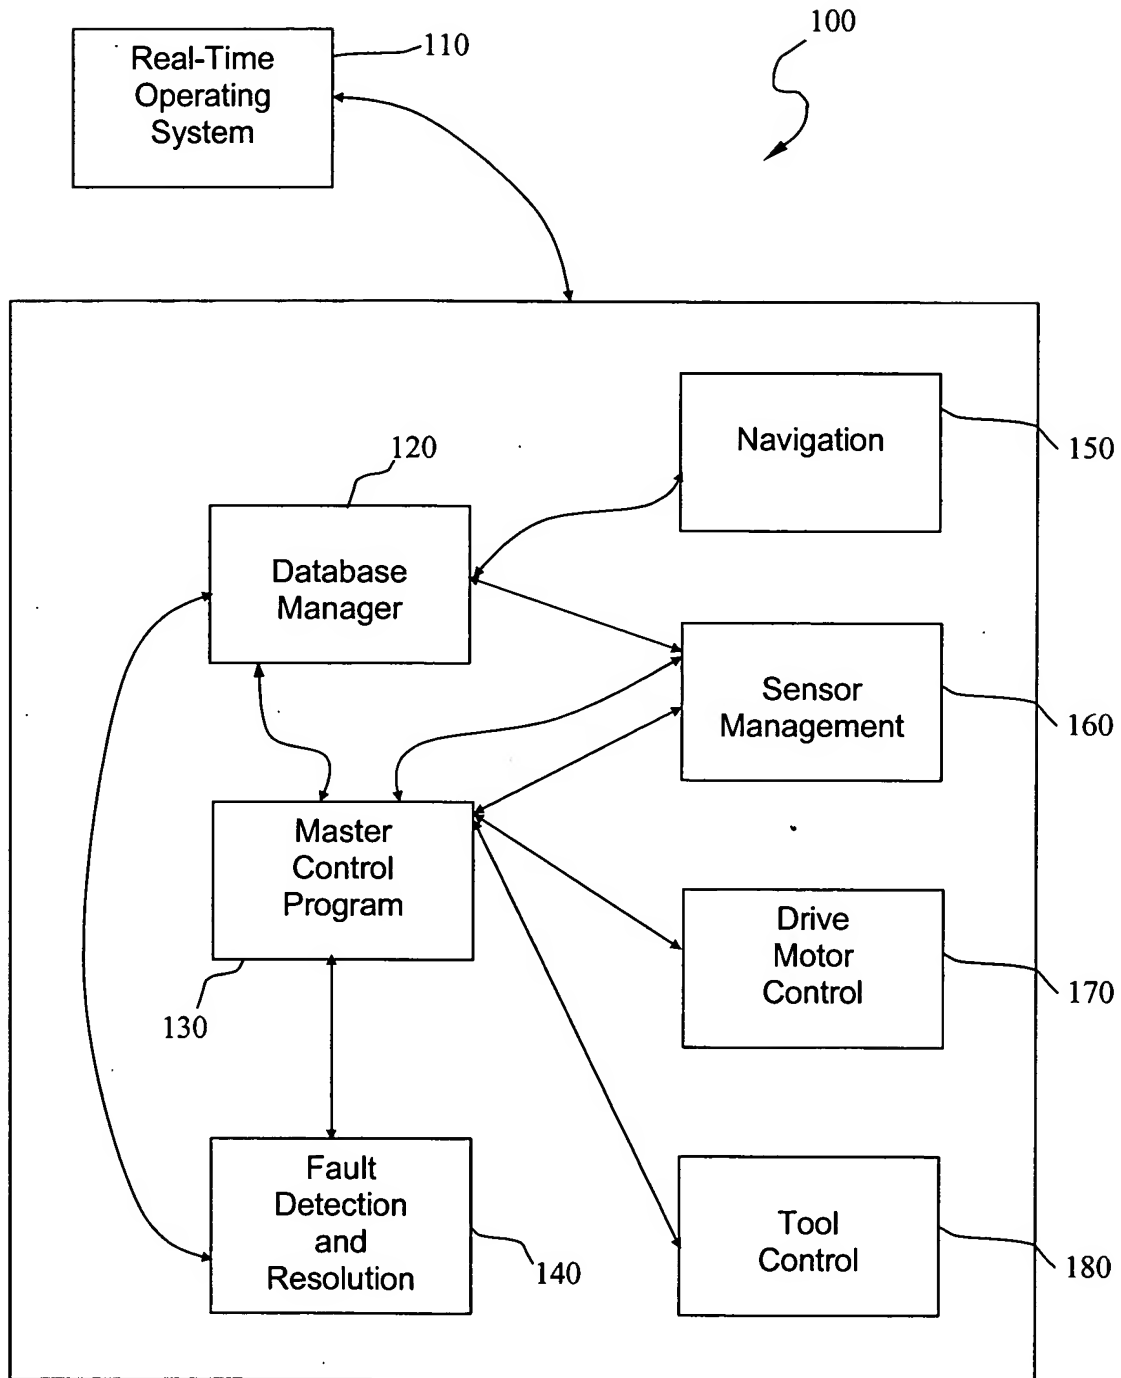 Real-Time
Operating
System
110
100
Navigation
150
120
Database
Manager
Sensor
Management
160
Master
Control
Program
130
Drive
Motor
Control
170
Fault
Detection
and
Resolution
140
Tool
Control
180